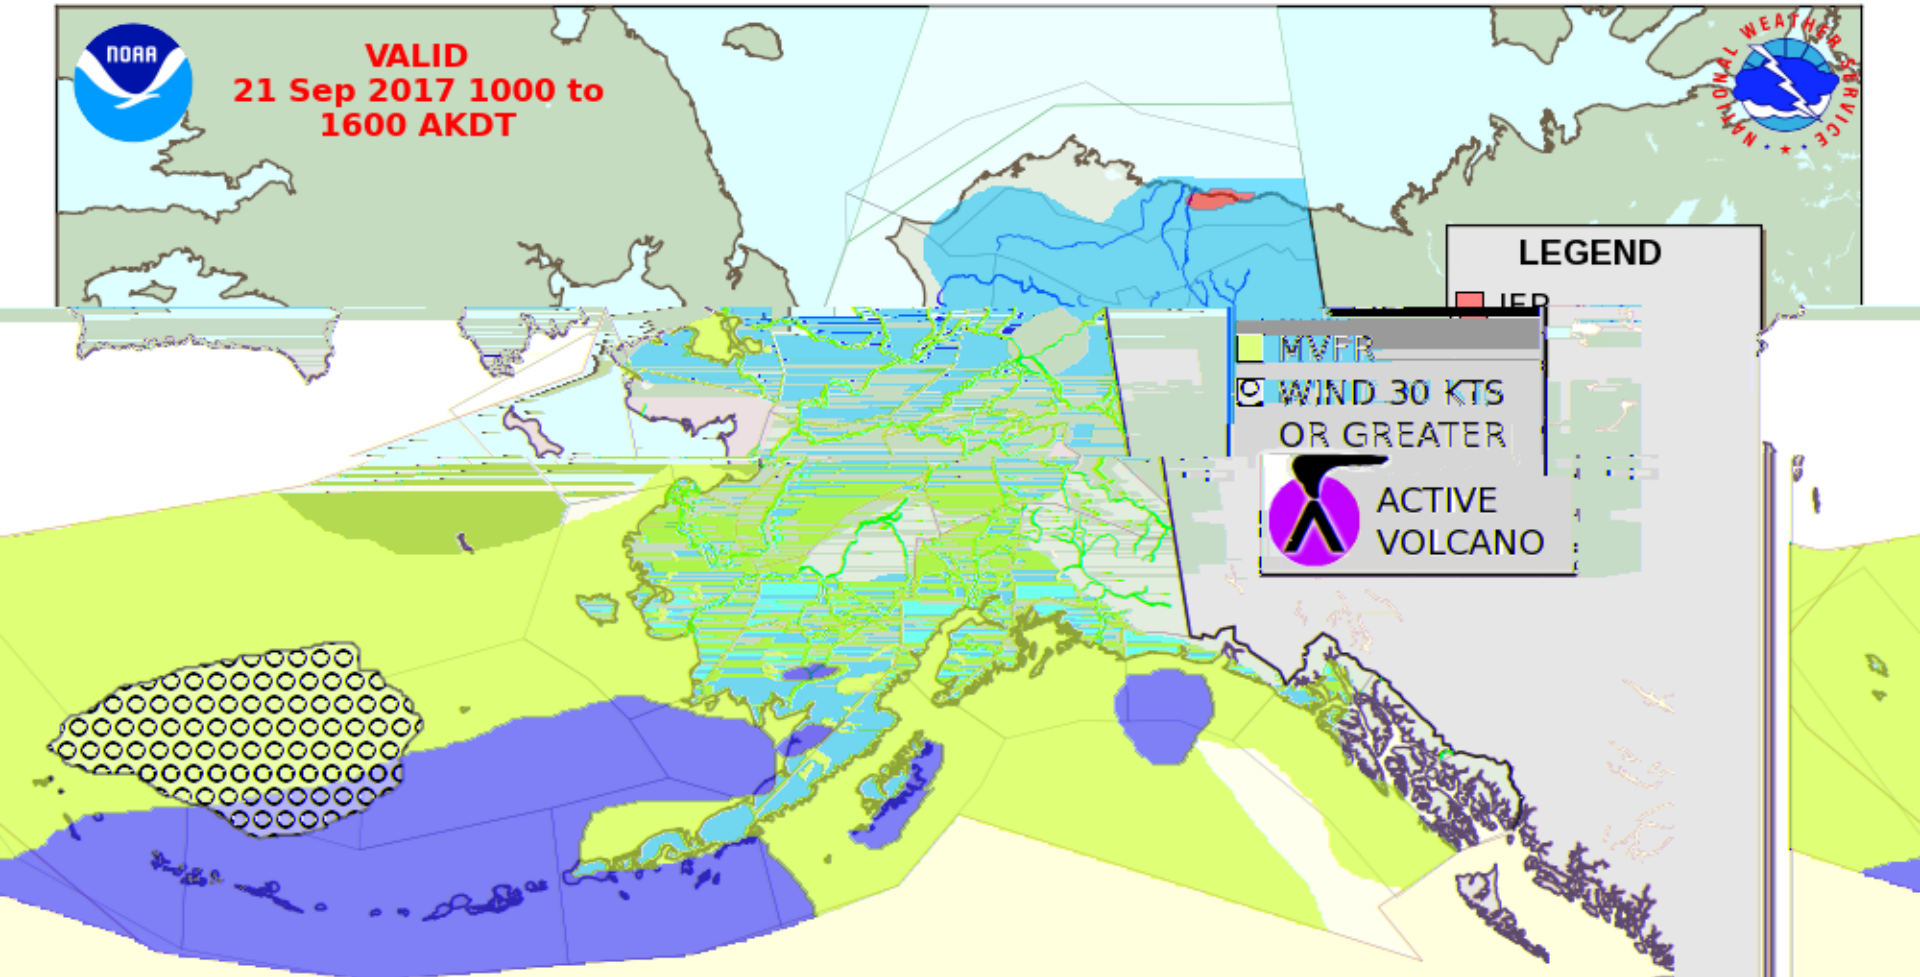 NOAA
VALID
21 Sep 2017 1000 to
1600 AKDT
NATIONAL WEATHER SERVICE
LEGEND
MVFR
WIND 30 KTS
OR GREATER
ACTIVE
VOLCANO